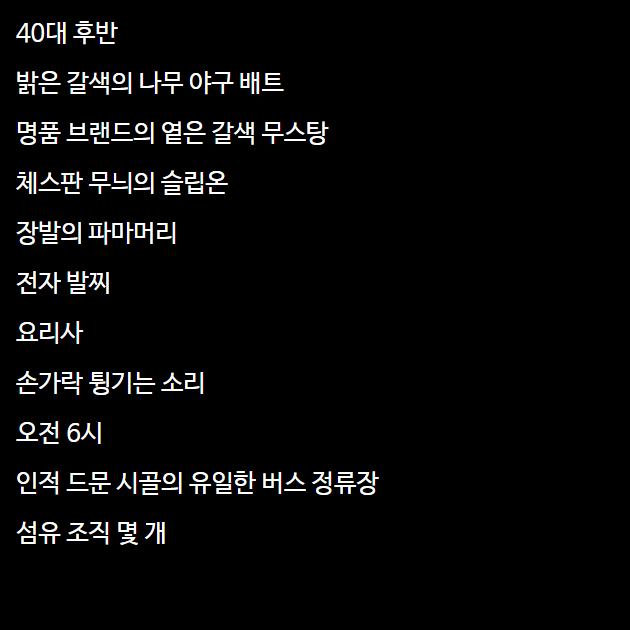 40대 후반
밝은 갈색의 나무 야구 배트
명품 브랜드의 옅은 갈색 무스탕
체스판 무늬의 슬립온
장발의 파마머리
전자 발찌
요리사
손가락 튕기는 소리
오전 6시
인적 드문 시골의 유일한 버스 정류장
섬유 조직 몇 개